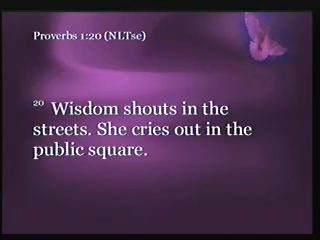 Proverbs 1:20 (NLTse)
20 Wisdom shouts in the
streets. She cries out in the
public square.